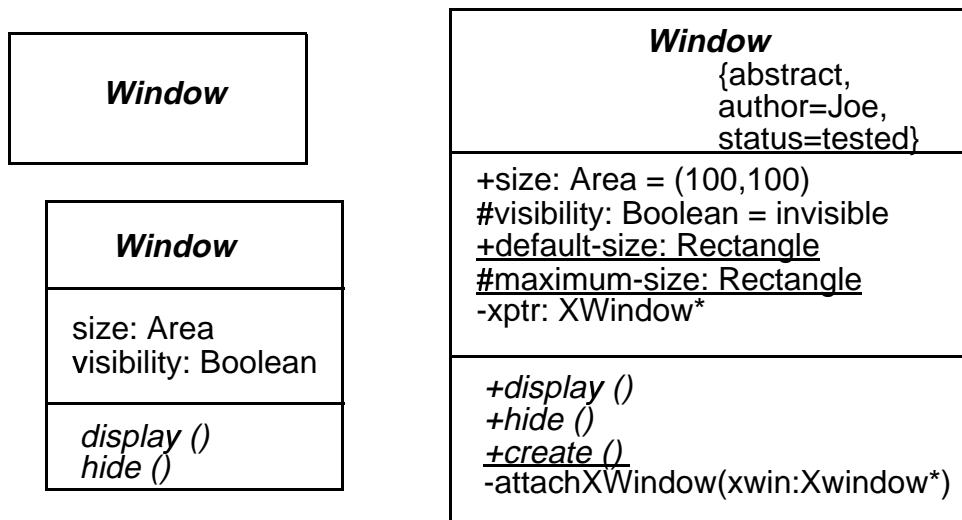 Window
Window
size: Area
visibility: Boolean
display ()
hide ()
Window
{abstract,
author=Joe,
status=tested}
+size: Area = (100,100)
#visibility: Boolean = invisible
+default-size: Rectangle
#maximum-size: Rectangle
-xptr: XWindow*
+display ()
+hide ()
+create ()
-attachXWindow(xwin:Xwindow*)